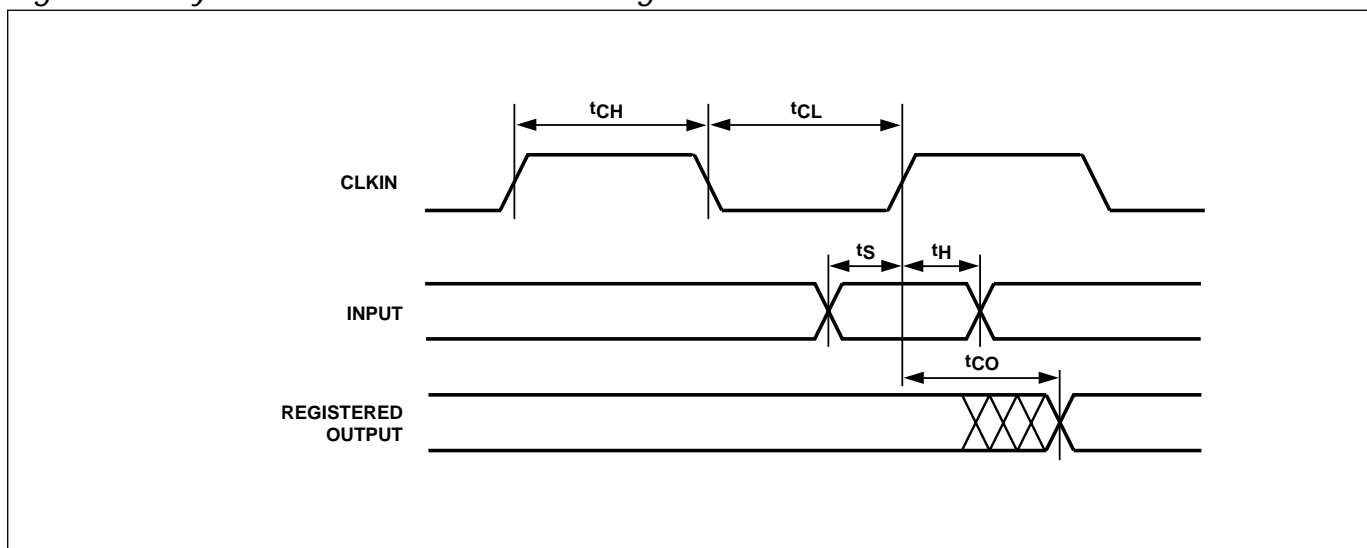 tCH
tCL
CLKIN
tS
tH
INPUT
tCO
REGISTERED
OUTPUT